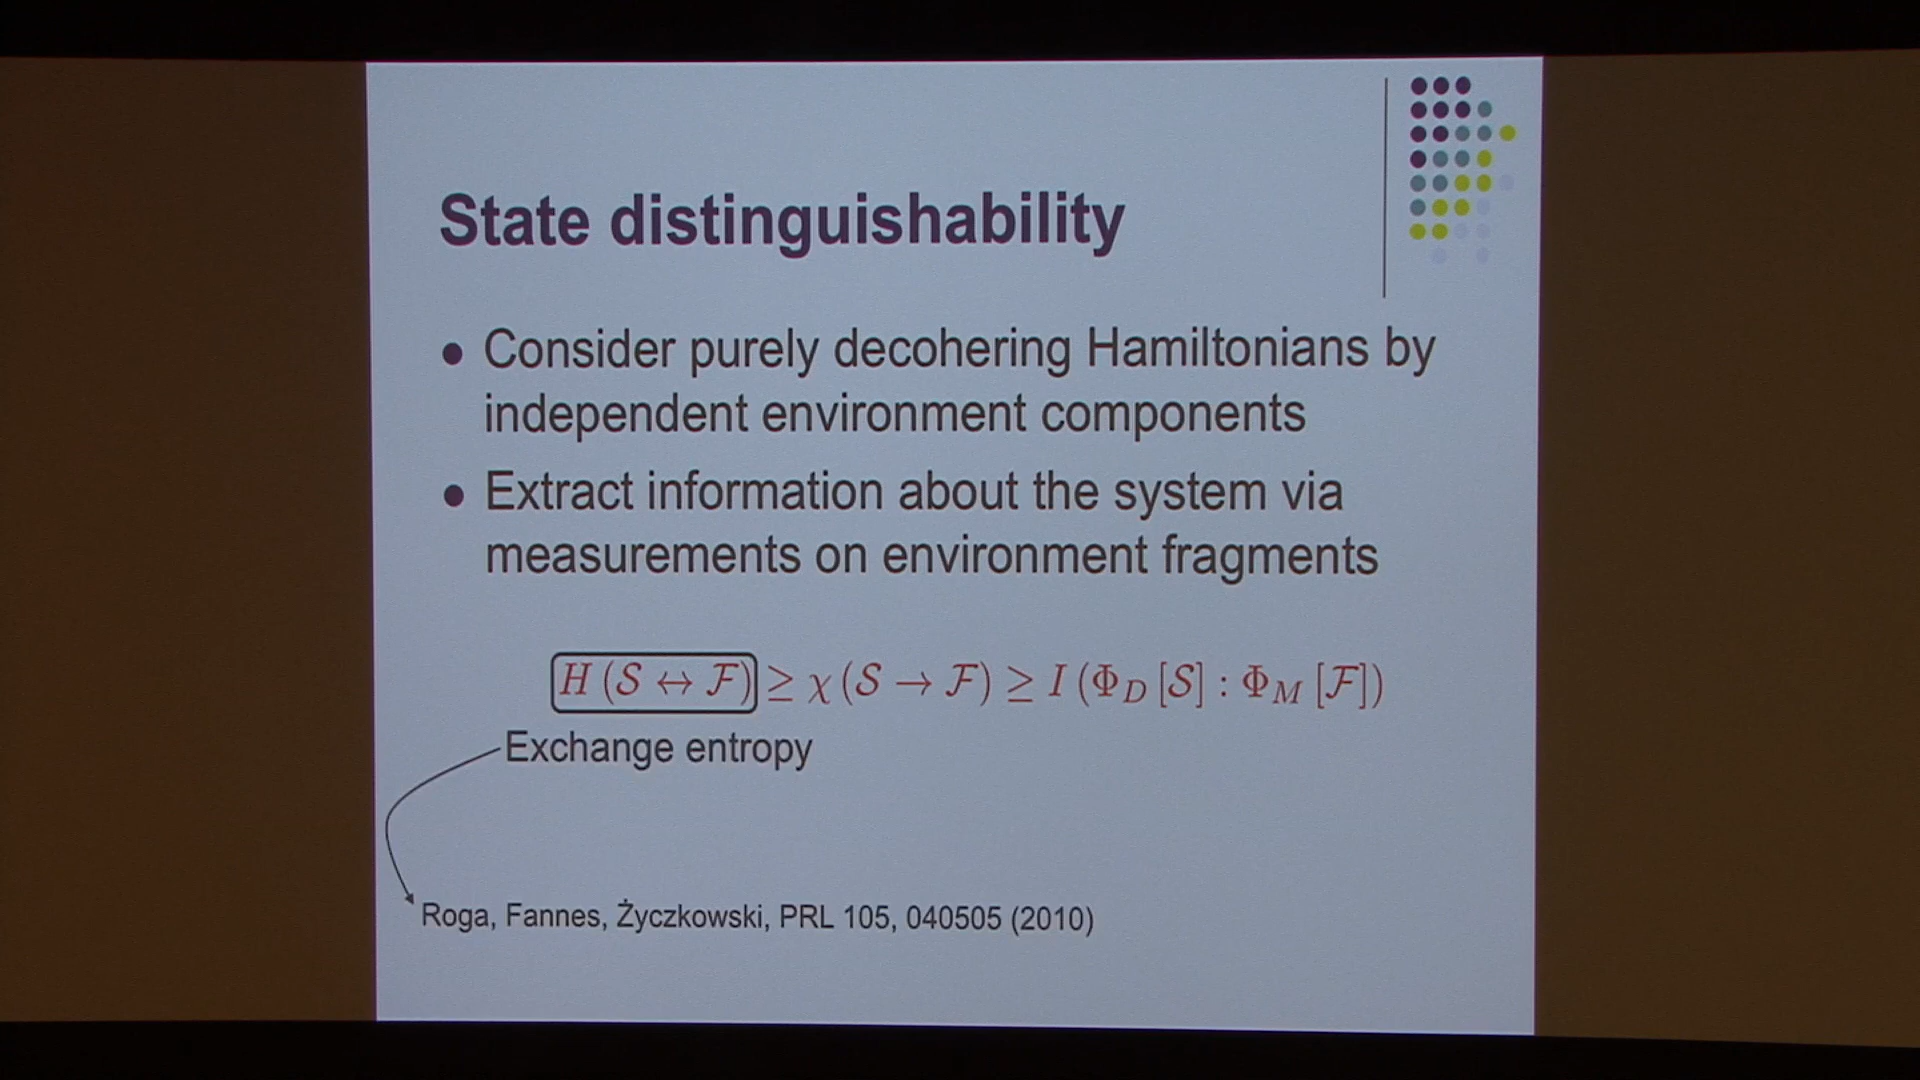 State distinguishability
• Consider purely decohering Hamiltonians by
independent environment components
• Extract information about the system via
measurements on environment fragments
H (𝒮 ↔ ℱ) ≥ χ (𝒮 → ℱ) ≥ I (Φ_D [𝒮] : Φ_M [ℱ])
Exchange entropy
Roga, Fannes, Życzkowski, PRL 105, 040505 (2010)